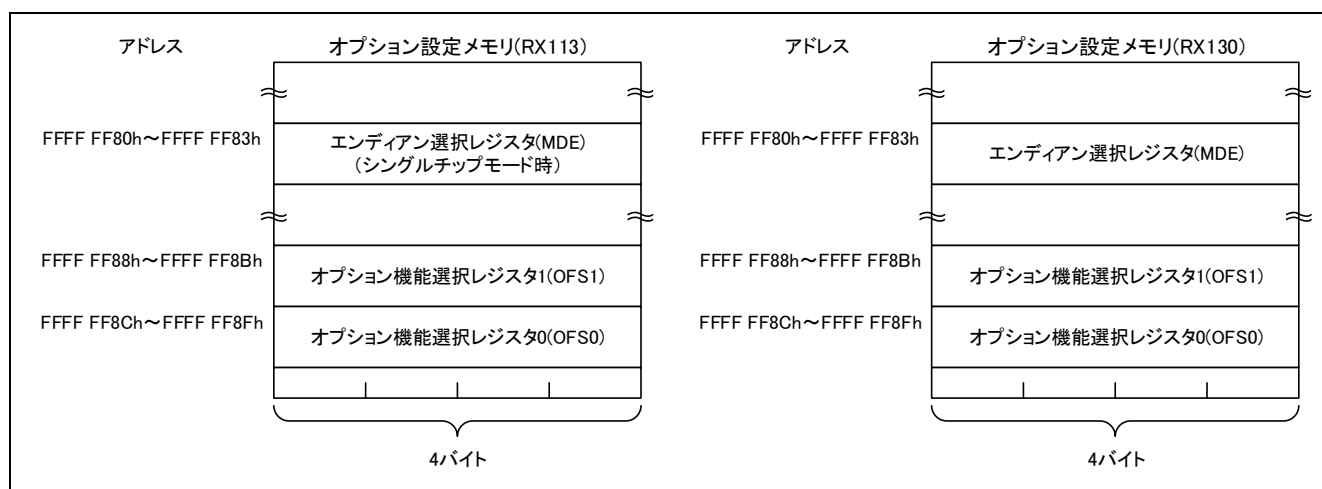 アドレス
オプション設定メモリ(RX113)
FFFF FF80h～FFFF FF83h
エンディアン選択レジスタ(MDE)
(シングルチップモード時)
FFFF FF88h～FFFF FF8Bh
オプション機能選択レジスタ1(OFS1)
FFFF FF8Ch～FFFF FF8Fh
オプション機能選択レジスタ0(OFS0)
4バイト
アドレス
オプション設定メモリ(RX130)
FFFF FF80h～FFFF FF83h
エンディアン選択レジスタ(MDE)
FFFF FF88h～FFFF FF8Bh
オプション機能選択レジスタ1(OFS1)
FFFF FF8Ch～FFFF FF8Fh
オプション機能選択レジスタ0(OFS0)
4バイト